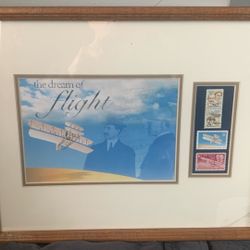 the dream of
flight